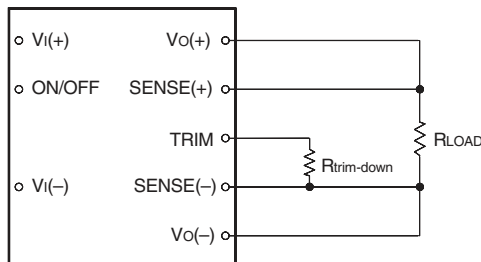 VI(+) VO(+)
ON/OFF SENSE(+)
TRIM
RLOAD
Rtrim-down
VI(–) SENSE(–)
VO(–)